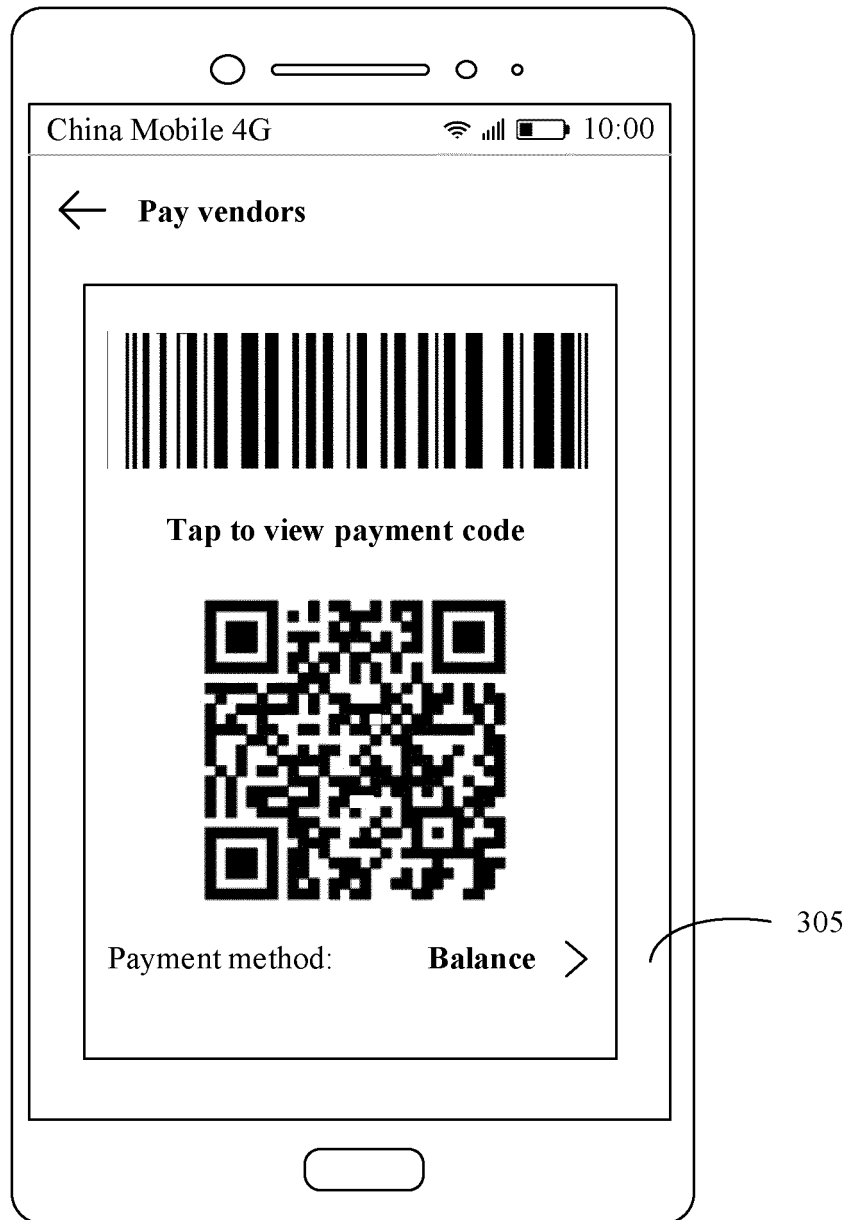 China Mobile 4G 10:00
Pay vendors
Tap to view payment code
305
Payment method: Balance